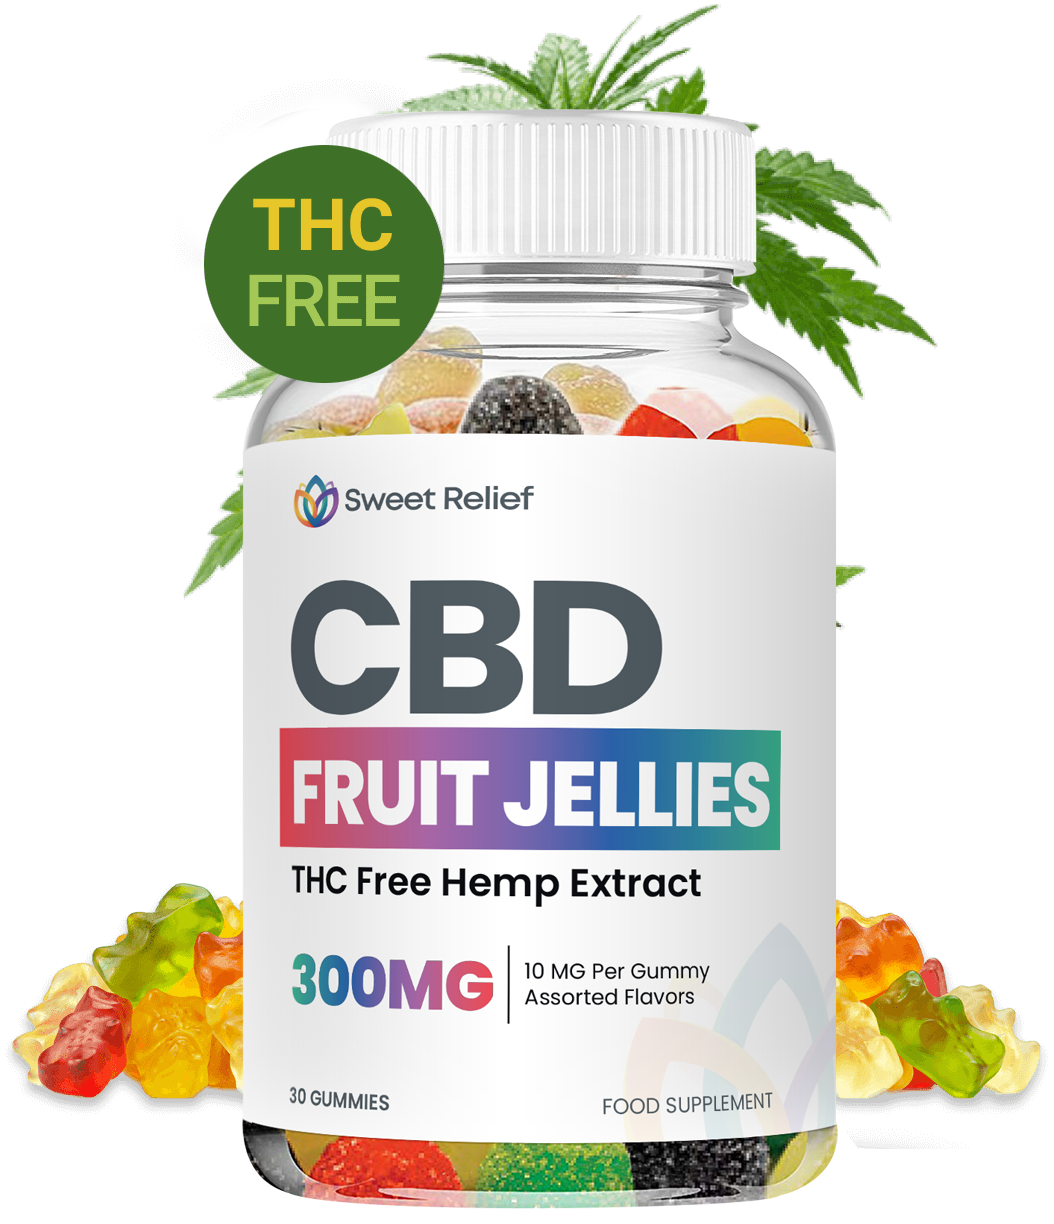 THC
FREE
Sweet Relief
CBD
FRUIT JELLIES
THC Free Hemp Extract
300MG
10 MG Per Gummy
Assorted Flavors
30 GUMMIES
FOOD SUPPLEMENT